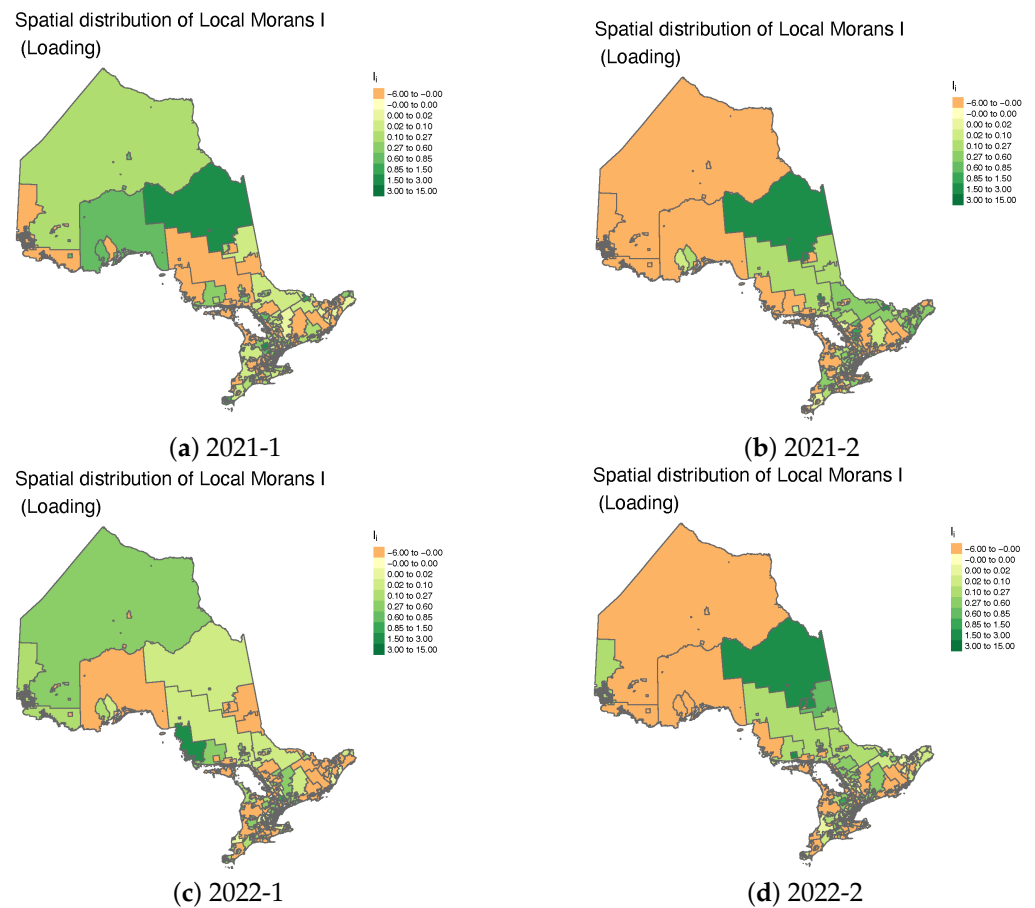 Spatial distribution of Local Morans I
(Loading)
Ii
−6.00 to −0.00
−0.00 to 0.00
0.00 to 0.02
0.02 to 0.10
0.10 to 0.27
0.27 to 0.60
0.60 to 0.85
0.85 to 1.50
1.50 to 3.00
3.00 to 15.00
(a) 2021-1
Spatial distribution of Local Morans I
(Loading)
Ii
−6.00 to −0.00
−0.00 to 0.00
0.00 to 0.02
0.02 to 0.10
0.10 to 0.27
0.27 to 0.60
0.60 to 0.85
0.85 to 1.50
1.50 to 3.00
3.00 to 15.00
(b) 2021-2
Spatial distribution of Local Morans I
(Loading)
Ii
−6.00 to −0.00
−0.00 to 0.00
0.00 to 0.02
0.02 to 0.10
0.10 to 0.27
0.27 to 0.60
0.60 to 0.85
0.85 to 1.50
1.50 to 3.00
3.00 to 15.00
(c) 2022-1
Spatial distribution of Local Morans I
(Loading)
Ii
−6.00 to −0.00
−0.00 to 0.00
0.00 to 0.02
0.02 to 0.10
0.10 to 0.27
0.27 to 0.60
0.60 to 0.85
0.85 to 1.50
1.50 to 3.00
3.00 to 15.00
(d) 2022-2